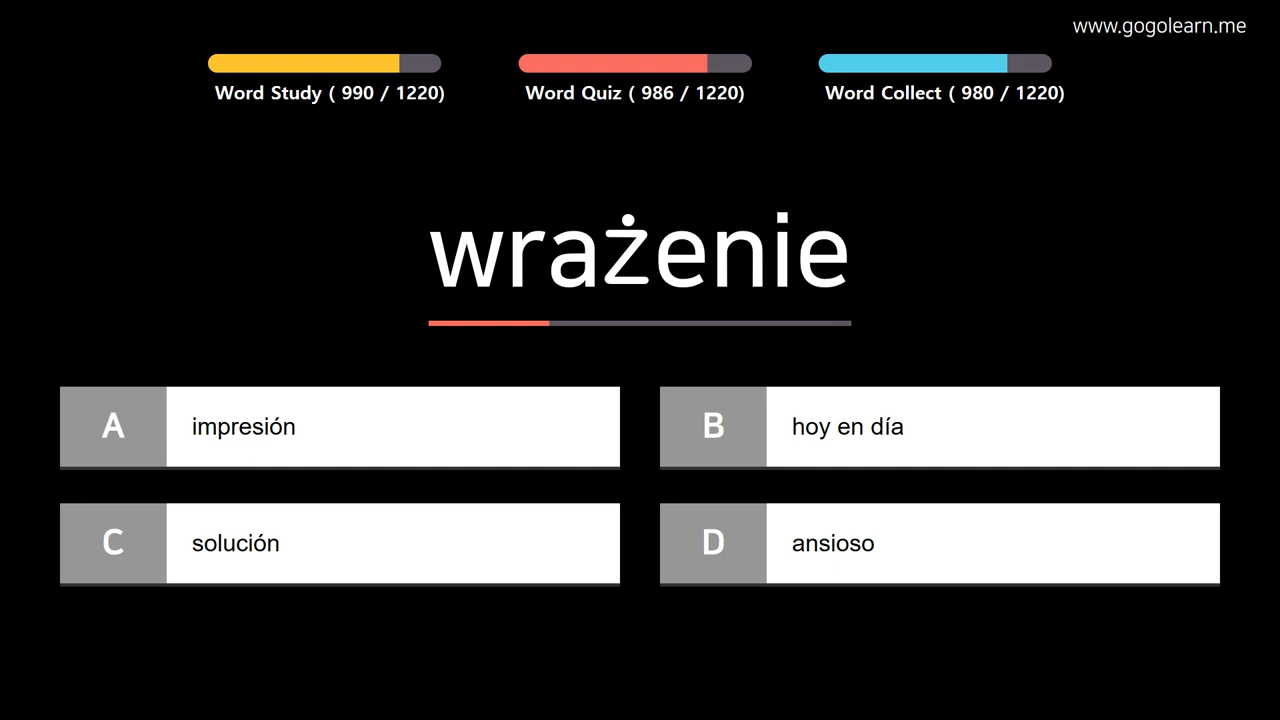 www.gogolearn.me
Word Study ( 990 / 1220)
Word Quiz ( 986 / 1220)
Word Collect ( 980 / 1220)
wrażenie
A impresión
B hoy en día
C solución
D ansioso